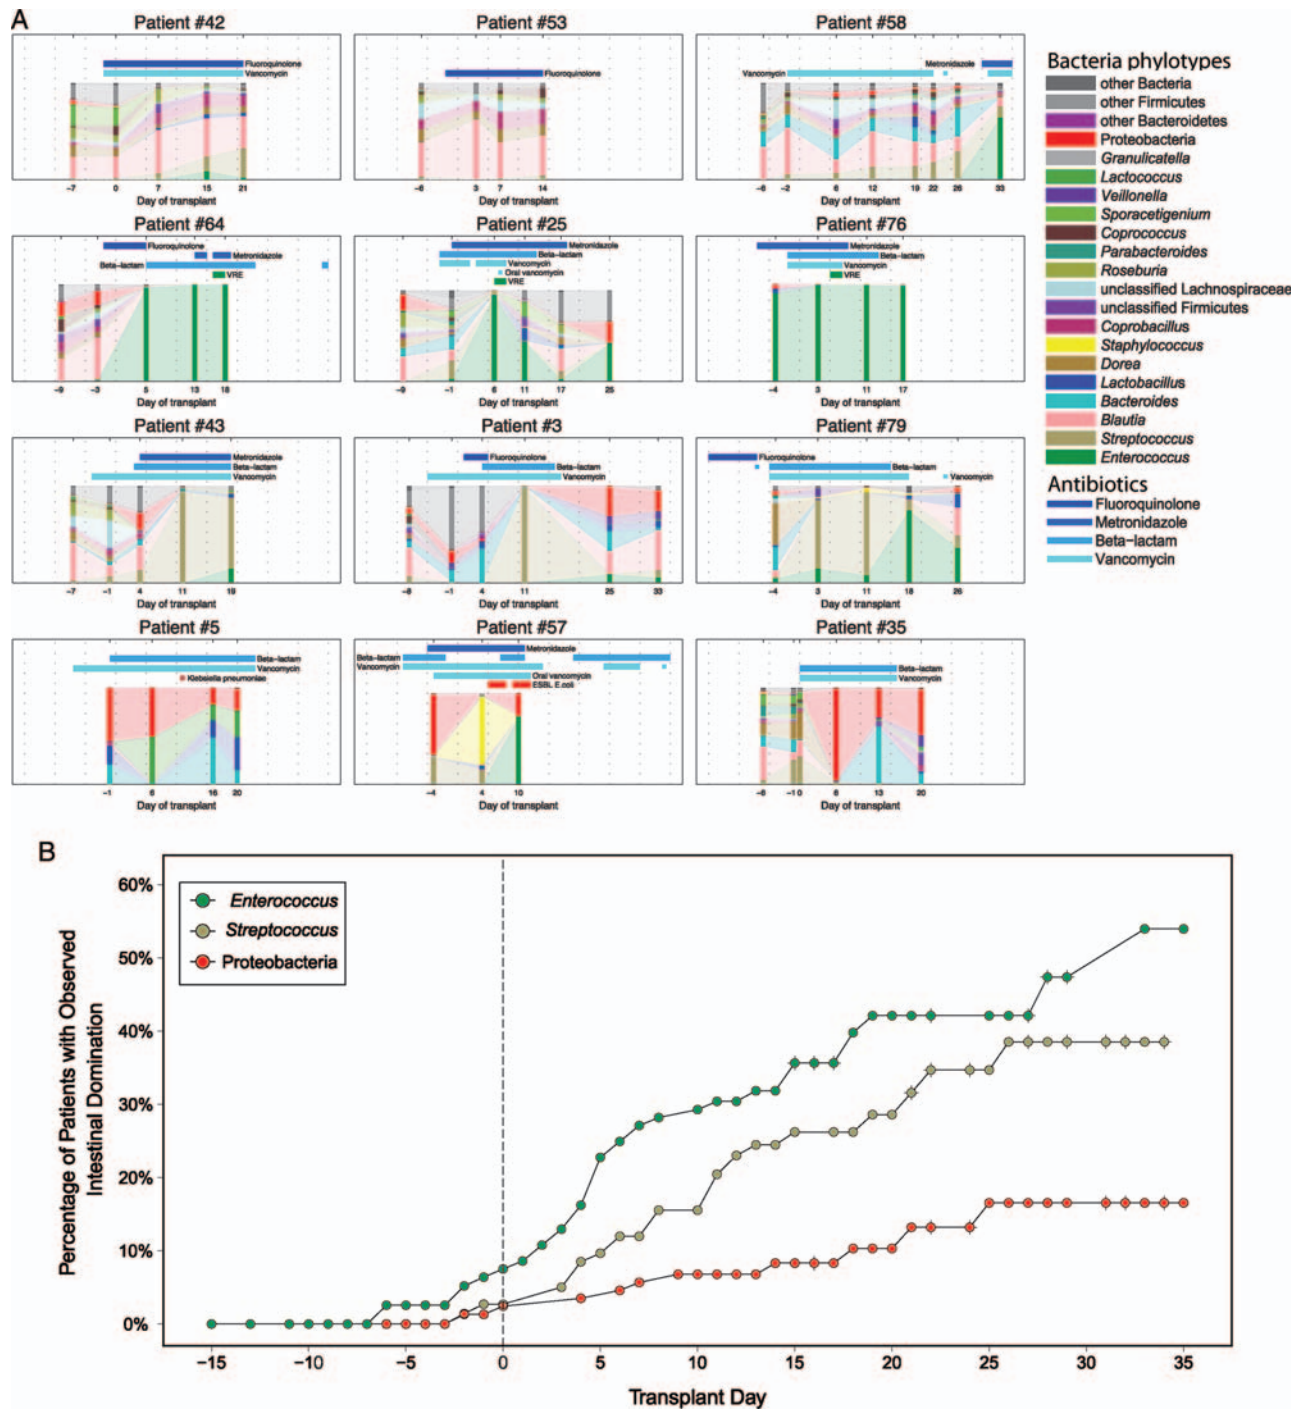 A
Patient #42
Fluoroquinolone
Vancomycin
-7 0 7 15 21
Day of transplant
Patient #53
Fluoroquinolone
-6 3 7 14
Day of transplant
Patient #58
Metronidazole
Vancomycin
-6 -2 6 12 19 22 26 33
Day of transplant
Patient #64
Fluoroquinolone
Metronidazole
Beta-lactam
VRE
-9 -3 5 13 18
Day of transplant
Patient #25
Metronidazole
Beta-lactam
Vancomycin
Oral vancomycin
VRE
-9 -1 6 11 17 25
Day of transplant
Patient #76
Metronidazole
Beta-lactam
Vancomycin
VRE
-4 3 11 17
Day of transplant
Patient #43
Metronidazole
Beta-lactam
Vancomycin
-7 -1 4 11 19
Day of transplant
Patient #3
Fluoroquinolone
Beta-lactam
Vancomycin
-8 -1 4 11 25 33
Day of transplant
Patient #79
Fluoroquinolone
Beta-lactam
Vancomycin
-4 3 11 18 26
Day of transplant
Patient #5
Beta-lactam
Vancomycin
Klebsiella pneumoniae
-1 6 16 20
Day of transplant
Patient #57
Metronidazole
Beta-lactam
Vancomycin
Oral vancomycin
ESBL E.coli
-4 4 10
Day of transplant
Patient #35
Beta-lactam
Vancomycin
-6 -1 0 6 13 20
Day of transplant
Bacteria phylotypes
other Bacteria
other Firmicutes
other Bacteroidetes
Proteobacteria
Granulicatella
Lactococcus
Veillonella
Sporacetigenium
Coprococcus
Parabacteroides
Roseburia
unclassified Lachnospiraceae
unclassified Firmicutes
Coprobacillus
Staphylococcus
Dorea
Lactobacillus
Bacteroides
Blautia
Streptococcus
Enterococcus
Antibiotics
Fluoroquinolone
Metronidazole
Beta-lactam
Vancomycin
B
Percentage of Patients with Observed
Intestinal Domination
60%
50%
40%
30%
20%
10%
0%
Enterococcus
Streptococcus
Proteobacteria
-15 -10 -5 0 5 10 15 20 25 30 35
Transplant Day